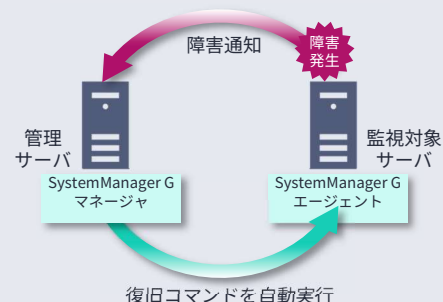 障害通知
障害
発生
管理
サーバ
監視対象
サーバ
SystemManager G
マネージャ
SystemManager G
エージェント
復旧コマンドを自動実行